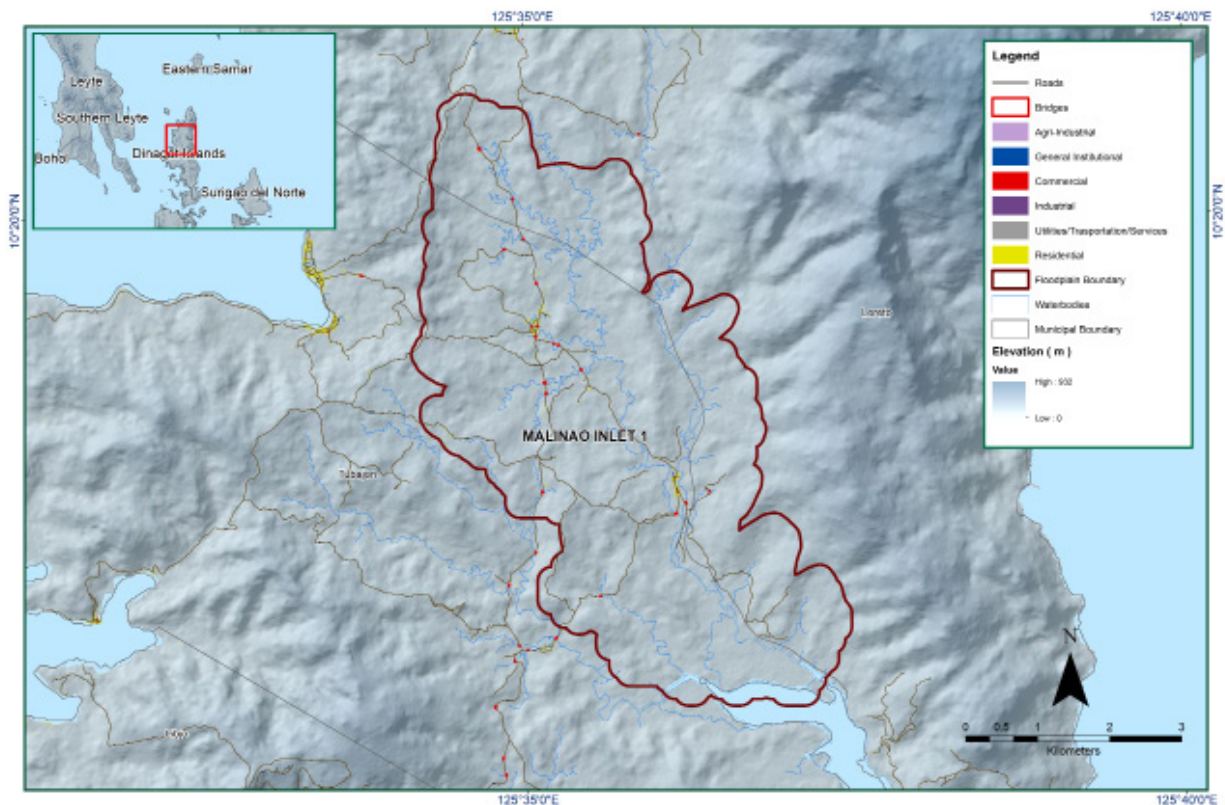 125°35'0"E
125°40'0"E
10°20'0"N
10°20'0"N
Leyte
Eastern Samar
Southern Leyte
Bohol
Dinagat Islands
Surigao del Norte
Legend
Roads
Bridges
Agri-Industrial
General Institutional
Commercial
Industrial
Utilities/Trasportation/Services
Residential
Floodplain Boundary
Waterbodies
Municipal Boundary
Elevation ( m )
Value
High : 932
Low : 0
Loreto
MALINAO INLET 1
Tubajon
Libjo
N
0 0.5 1 2 3
Kilometers
125°35'0"E
125°40'0"E